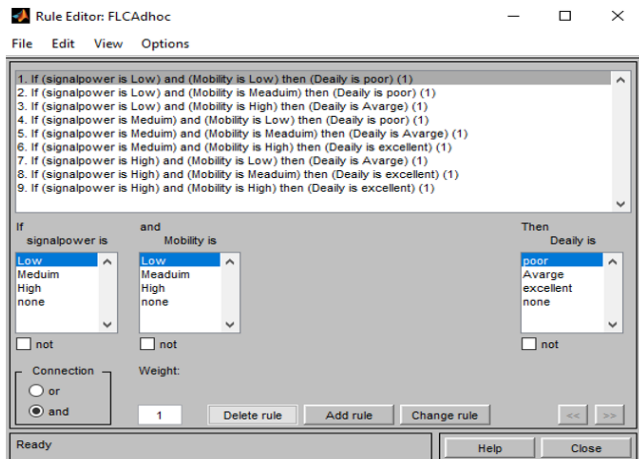 Rule Editor: FLCAdhoc
File Edit View Options
1. If (signalpower is Low) and (Mobility is Low) then (Deaily is poor) (1)
2. If (signalpower is Low) and (Mobility is Meaduim) then (Deaily is poor) (1)
3. If (signalpower is Low) and (Mobility is High) then (Deaily is Avarge) (1)
4. If (signalpower is Meduim) and (Mobility is Low) then (Deaily is poor) (1)
5. If (signalpower is Meduim) and (Mobility is Meaduim) then (Deaily is Avarge) (1)
6. If (signalpower is Meduim) and (Mobility is High) then (Deaily is excellent) (1)
7. If (signalpower is High) and (Mobility is Low) then (Deaily is Avarge) (1)
8. If (signalpower is High) and (Mobility is Meaduim) then (Deaily is excellent) (1)
9. If (signalpower is High) and (Mobility is High) then (Deaily is excellent) (1)
If and Then
signalpower is Mobility is Deaily is
Low Low poor
Meduim Meaduim Avarge
High High excellent
none none none
not not not
Connection Weight:
or
and 1 Delete rule Add rule Change rule << >>
Ready Help Close